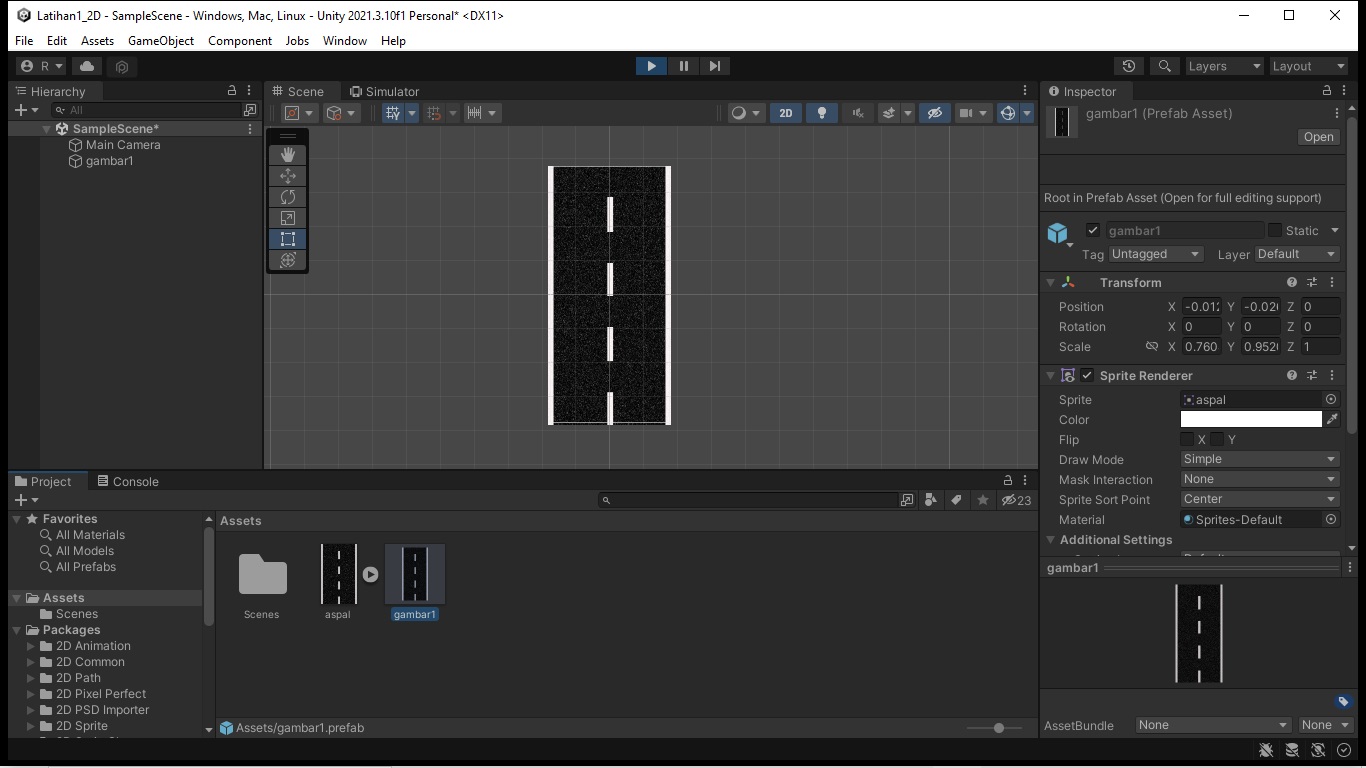 Latihan1_2D - SampleScene - Windows, Mac, Linux - Unity 2021.3.10f1 Personal* <DX11>
File Edit Assets GameObject Component Jobs Window Help
R Layers Layout
Hierarchy
All
SampleScene*
Main Camera
gambar1
Scene Simulator
2D
Inspector
gambar1 (Prefab Asset)
Open
Root in Prefab Asset (Open for full editing support)
gambar1 Static
Tag Untagged Layer Default
Transform
Position X -0.012 Y -0.02 Z 0
Rotation X 0 Y 0 Z 0
Scale X 0.760 Y 0.952 Z 1
Sprite Renderer
Sprite aspal
Color
Flip X Y
Draw Mode Simple
Mask Interaction None
Sprite Sort Point Center
Material Sprites-Default
Additional Settings
gambar1
AssetBundle None None
Project Console
23
Favorites
All Materials
All Models
All Prefabs
Assets
Scenes
Packages
2D Animation
2D Common
2D Path
2D Pixel Perfect
2D PSD Importer
2D Sprite
Assets
Scenes aspal gambar1
Assets/gambar1.prefab